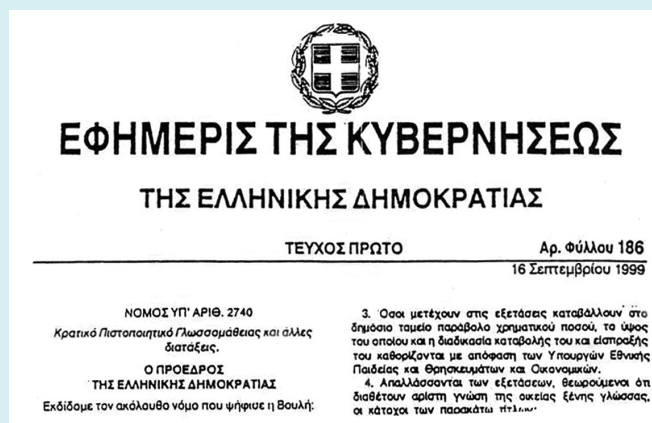 ΕΦΗΜΕΡΙΣ ΤΗΣ ΚΥΒΕΡΝΗΣΕΩΣ
ΤΗΣ ΕΛΛΗΝΙΚΗΣ ΔΗΜΟΚΡΑΤΙΑΣ
ΤΕΥΧΟΣ ΠΡΩΤΟ
Αρ. Φύλλου 186
16 Σεπτεμβρίου 1999
ΝΟΜΟΣ ΥΠ' ΑΡΙΘ. 2740
Κρατικό Πιστοποιητικό Γλωσσομάθειας και άλλες
διατάξεις.
Ο ΠΡΟΕΔΡΟΣ
ΤΗΣ ΕΛΛΗΝΙΚΗΣ ΔΗΜΟΚΡΑΤΙΑΣ
Εκδίδομε τον ακόλουθο νόμο που ψήφισε η Βουλή:
3. Όσοι μετέχουν στις εξετάσεις καταβάλλουν στο
δημόσιο ταμείο παράβολο χρηματικού ποσού, το ύψος
του οποίου και η διαδικασία καταβολής του και είσπραξής
του καθορίζονται με απόφαση των Υπουργών Εθνικής
Παιδείας και Θρησκευμάτων και Οικονομικών.
4. Απαλλάσσονται των εξετάσεων, θεωρούμενοι ότι
διαθέτουν αρίστη γνώση της οικείας ξένης γλώσσας,
οι κάτοχοι των παρακάτω τίτλων: